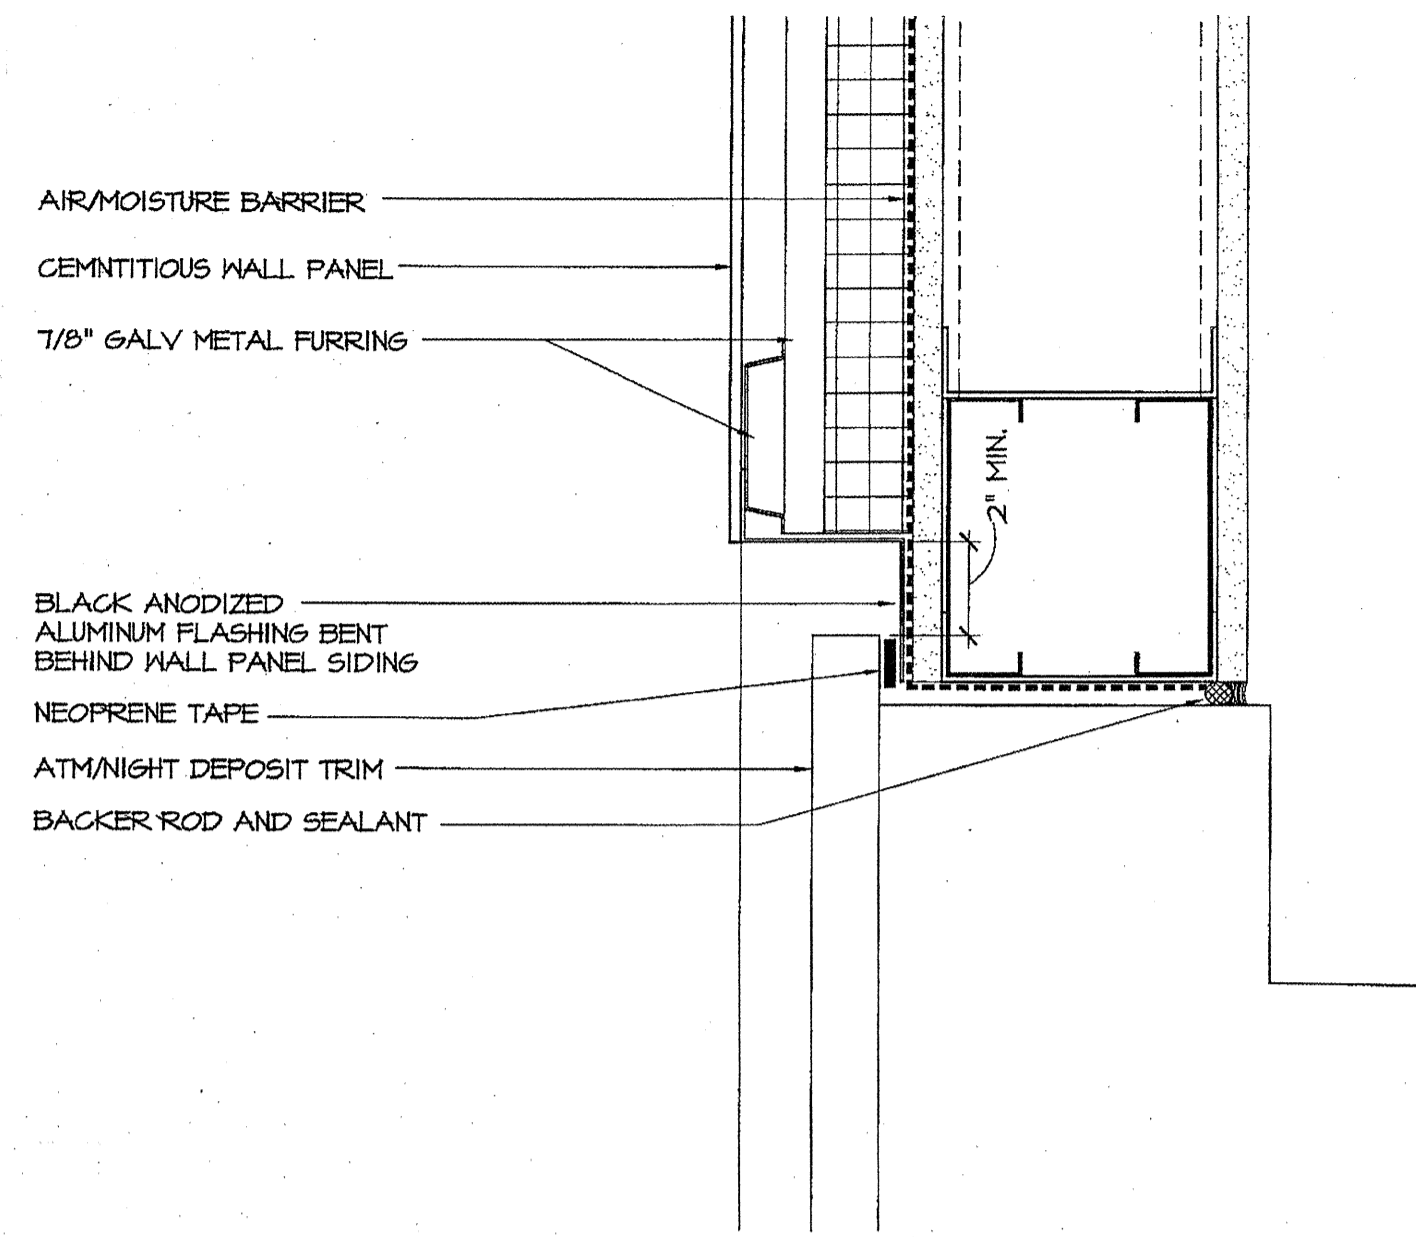 AIR/MOISTURE BARRIER
CEMNTITIOUS WALL PANEL
7/8" GALV METAL FURRING
2" MIN.
BLACK ANODIZED
ALUMINUM FLASHING BENT
BEHIND WALL PANEL SIDING
NEOPRENE TAPE
ATM/NIGHT DEPOSIT TRIM
BACKER ROD AND SEALANT